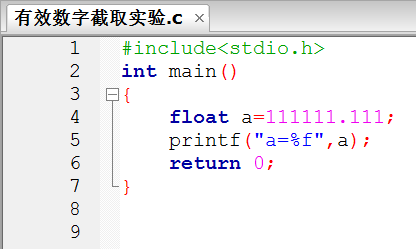 有效数字截取实验.c ×
1 #include<stdio.h>
2 int main()
3 {
4 float a=111111.111;
5 printf("a=%f",a);
6 return 0;
7 }
8
9